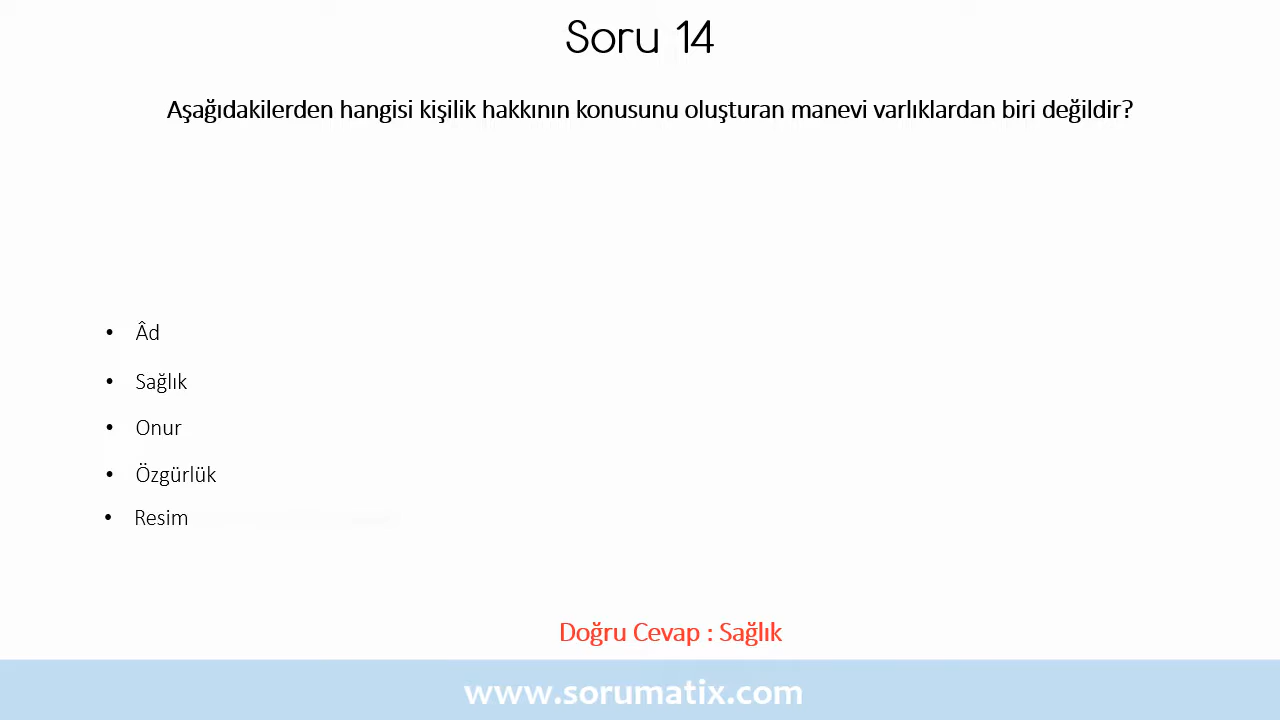 Soru 14
Aşağıdakilerden hangisi kişilik hakkının konusunu oluşturan manevi varlıklardan biri değildir?
• Âd
• Sağlık
• Onur
• Özgürlük
• Resim
Doğru Cevap : Sağlık
www.sorumatix.com